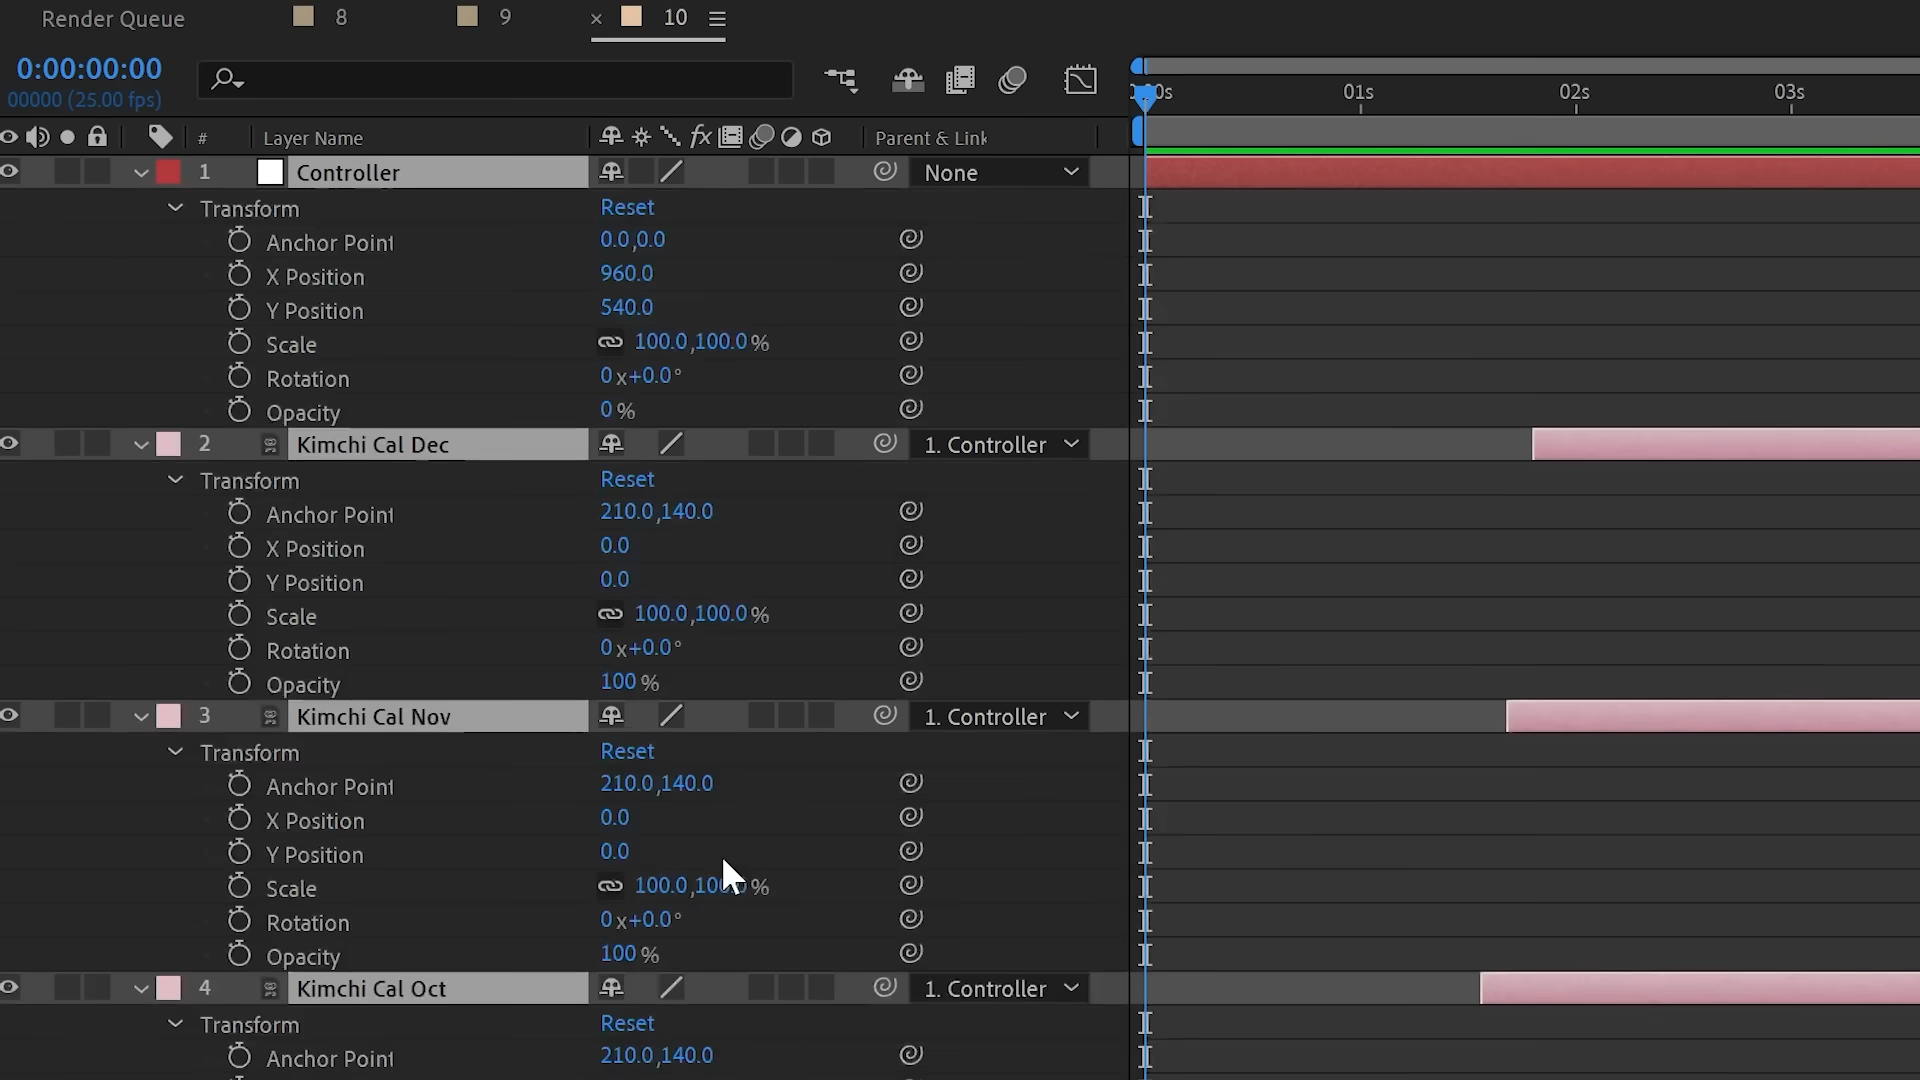 Render Queue 8 9 × 10
0:00:00:00
00000 (25.00 fps)
01s 02s 03s
# Layer Name fx Parent & Link
1 Controller None
Transform Reset
Anchor Point 0.0,0.0
X Position 960.0
Y Position 540.0
Scale 100.0,100.0%
Rotation 0x+0.0°
Opacity 0%
2 Kimchi Cal Dec 1. Controller
Transform Reset
Anchor Point 210.0,140.0
X Position 0.0
Y Position 0.0
Scale 100.0,100.0%
Rotation 0x+0.0°
Opacity 100%
3 Kimchi Cal Nov 1. Controller
Transform Reset
Anchor Point 210.0,140.0
X Position 0.0
Y Position 0.0
Scale 100.0,100.0%
Rotation 0x+0.0°
Opacity 100%
4 Kimchi Cal Oct 1. Controller
Transform Reset
Anchor Point 210.0,140.0